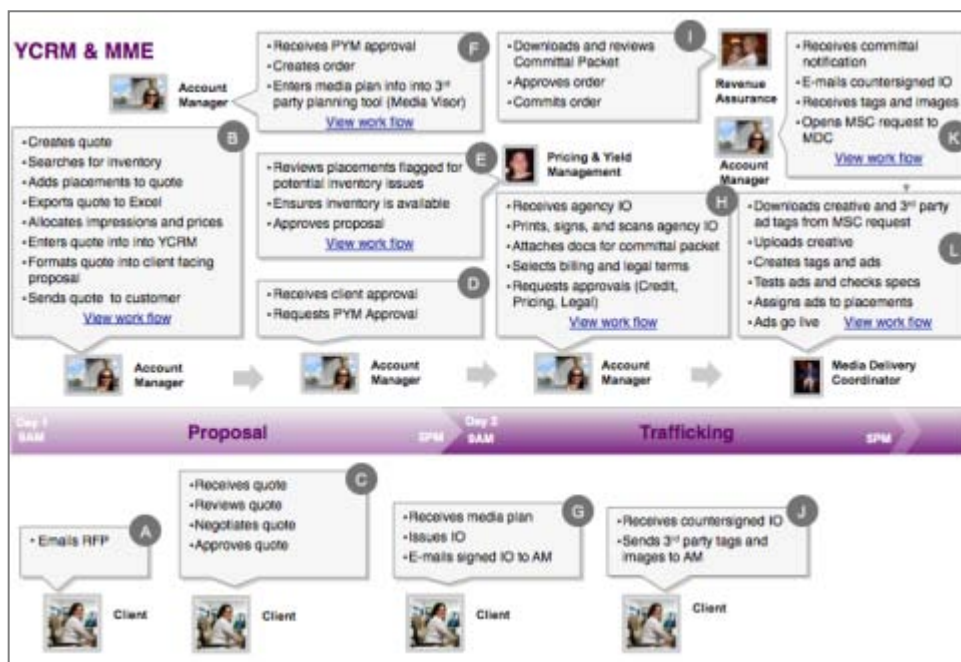 YCRM & MME
Account
Manager
• Receives PYM approval
• Creates order
• Enters media plan into into 3rd
party planning tool (Media Visor)
View work flow
F
• Downloads and reviews
Committal Packet
• Approves order
• Commits order
I
Revenue
Assurance
Account
Manager
• Receives committal
notification
• E-mails countersigned IO
• Receives tags and images
• Opens MSC request to
MDC
View work flow
K
• Creates quote
• Searches for inventory
• Adds placements to quote
• Exports quote to Excel
• Allocates impressions and prices
• Enters quote info into YCRM
• Formats quote into client facing
proposal
• Sends quote to customer
View work flow
B
• Reviews placements flagged for
potential inventory issues
• Ensures inventory is available
• Approves proposal
View work flow
E
Pricing & Yield
Management
• Receives client approval
• Requests PYM Approval
D
• Receives agency IO
• Prints, signs, and scans agency IO
• Attaches docs for committal packet
• Selects billing and legal terms
• Requests approvals (Credit,
Pricing, Legal)
View work flow
H
• Downloads creative and 3rd party
ad tags from MSC request
• Uploads creative
• Creates tags and ads
• Tests ads and checks specs
• Assigns ads to placements
• Ads go live View work flow
L
Account
Manager
Account
Manager
Account
Manager
Media Delivery
Coordinator
Day 1
9AM
Proposal
5PM
Day
9AM
Trafficking
5PM
• Emails RFP
A
Client
• Receives quote
• Reviews quote
• Negotiates quote
• Approves quote
C
Client
• Receives media plan
• Issues IO
• E-mails signed IO to AM
G
Client
• Receives countersigned IO
• Sends 3rd party tags and
images to AM
J
Client